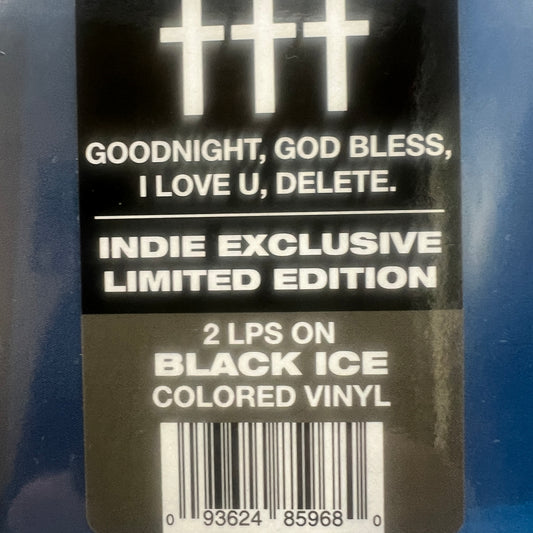 †††
GOODNIGHT, GOD BLESS,
I LOVE U, DELETE.
INDIE EXCLUSIVE
LIMITED EDITION
2 LPS ON
BLACK ICE
COLORED VINYL
0 93624 85968 0